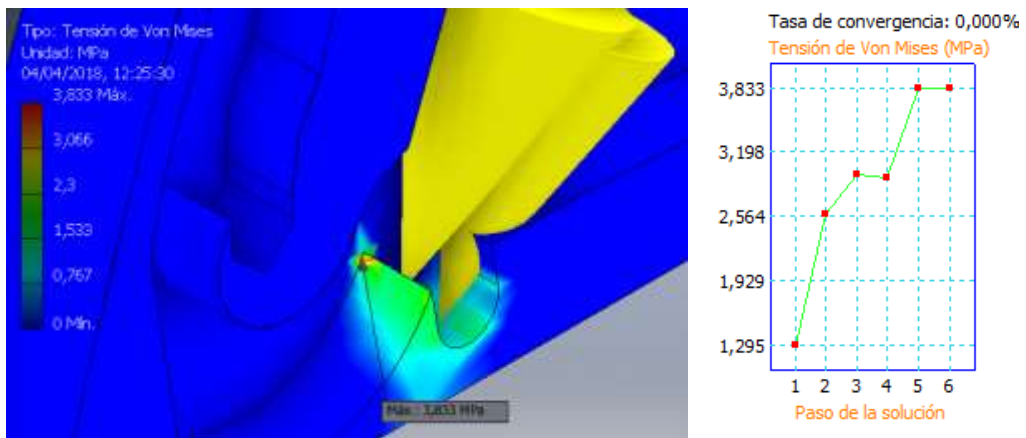 Tipo: Tensión de Von Mises
Unidad: MPa
04/04/2018, 12:25:30
3,833 Máx.
3,066
2,3
1,533
0,767
0 Mín.
Máx.: 3,833 MPa
Tasa de convergencia: 0,000%
Tensión de Von Mises (MPa)
3,833
3,198
2,564
1,929
1,295
1 2 3 4 5 6
Paso de la solución